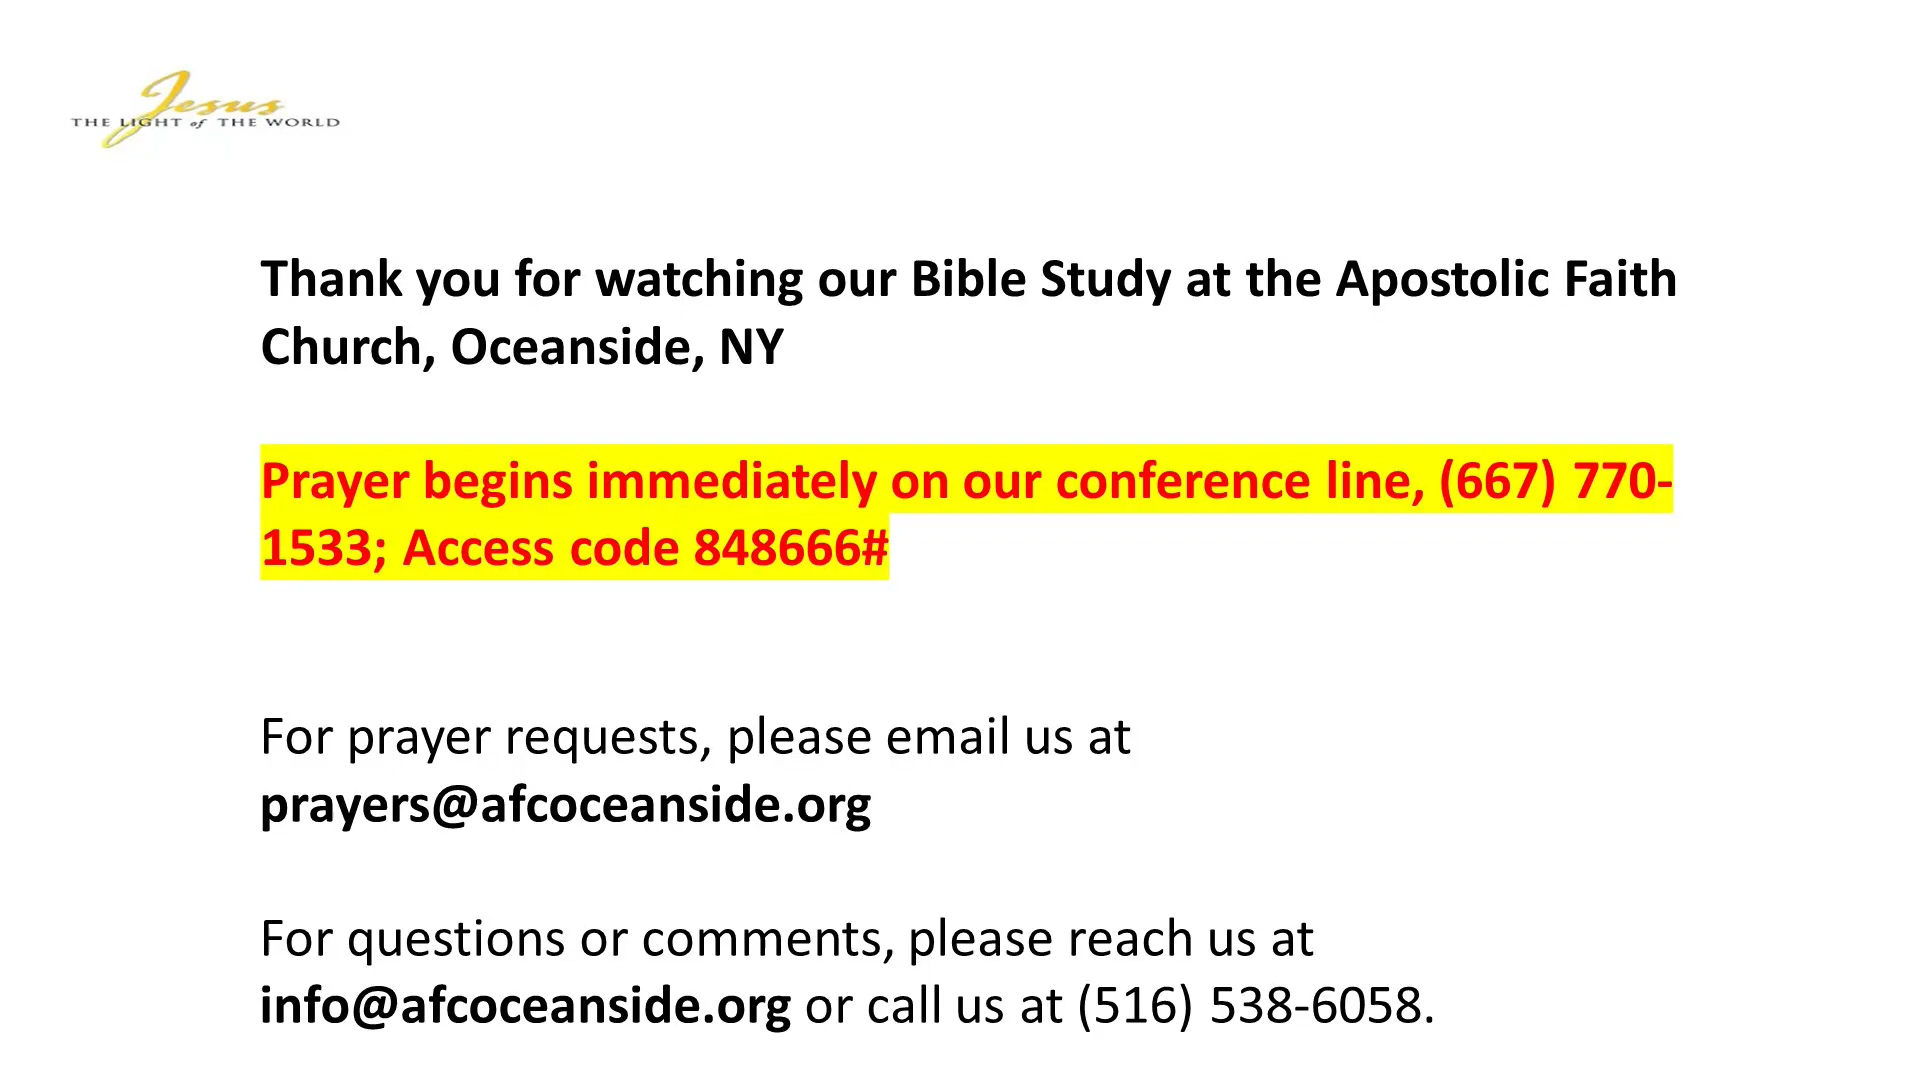 Jesus
THE LIGHT of THE WORLD
Thank you for watching our Bible Study at the Apostolic Faith
Church, Oceanside, NY
Prayer begins immediately on our conference line, (667) 770-
1533; Access code 848666#
For prayer requests, please email us at
prayers@afcoceanside.org
For questions or comments, please reach us at
info@afcoceanside.org or call us at (516) 538-6058.